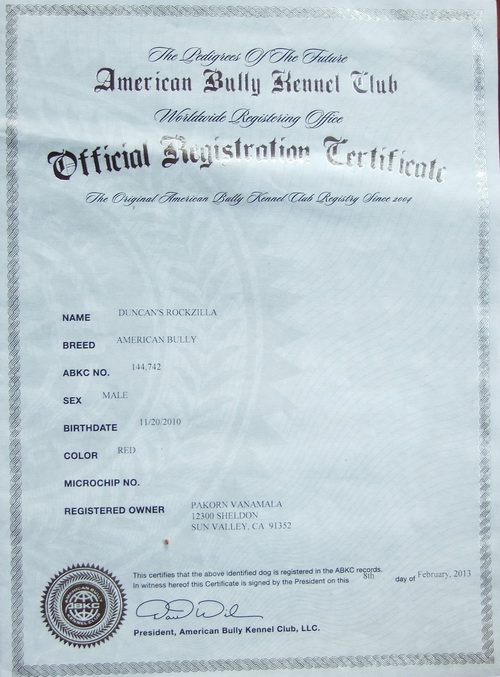 The Pedigrees Of The Future
American Bully Kennel Club
Worldwide Registering Office
Official Registration Certificate
The Original American Bully Kennel Club Registry Since 2004
NAME DUNCAN'S ROCKZILLA
BREED AMERICAN BULLY
ABKC NO. 144,742
SEX MALE
BIRTHDATE 11/20/2010
COLOR RED
MICROCHIP NO.
REGISTERED OWNER PAKORN VANAMALA
12300 SHELDON
SUN VALLEY, CA 91352
This certifies that the above identified dog is registered in the ABKC records.
In witness hereof this Certificate is signed by the President on this 8th day of February, 2013
ABKC
President, American Bully Kennel Club, LLC.